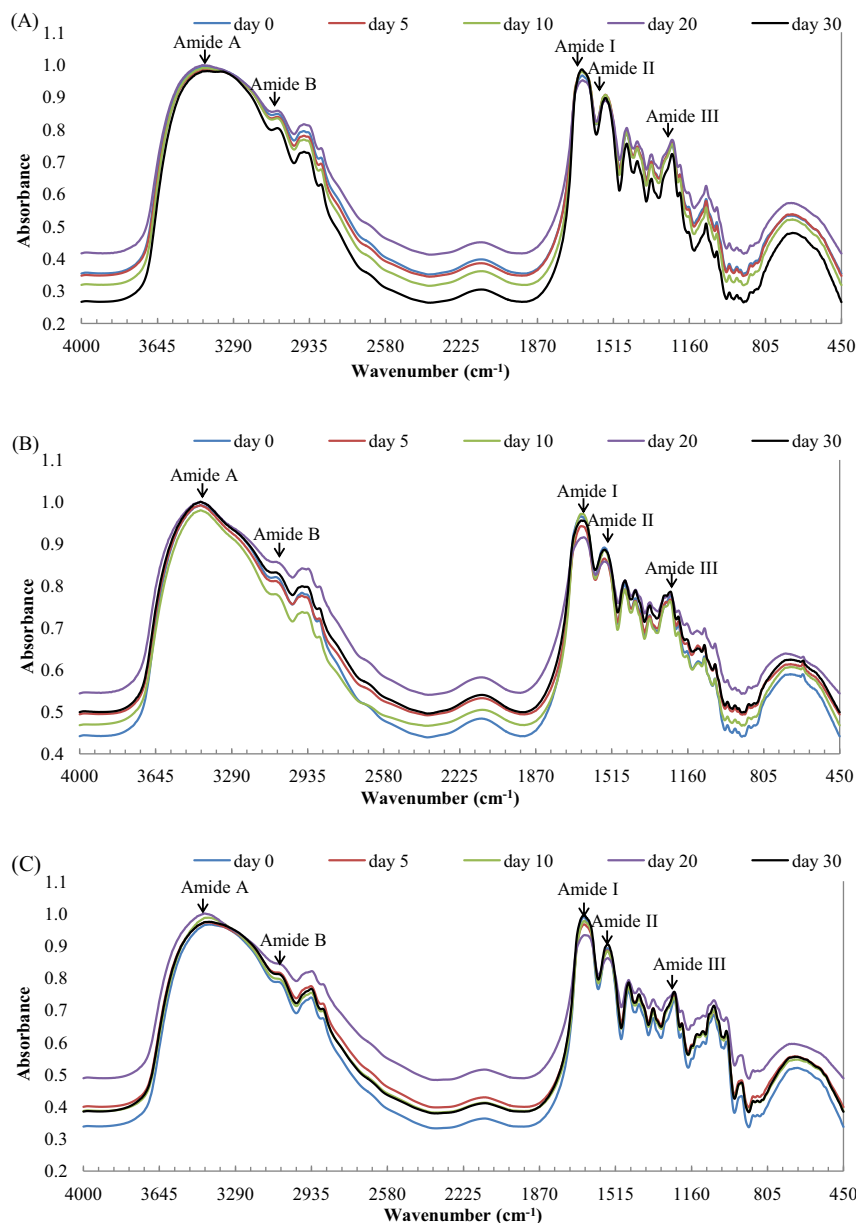 (A)
day 0 day 5 day 10 day 20 day 30
1.1
1.0
0.9
0.8
0.7
0.6
0.5
0.4
0.3
0.2
Absorbance
Amide A
Amide B
Amide I
Amide II
Amide III
4000 3645 3290 2935 2580 2225 1870 1515 1160 805 450
Wavenumber (cm-1)
(B)
day 0 day 5 day 10 day 20 day 30
1.1
1.0
0.9
0.8
0.7
0.6
0.5
0.4
Absorbance
Amide A
Amide B
Amide I
Amide II
Amide III
4000 3645 3290 2935 2580 2225 1870 1515 1160 805 450
Wavenumber (cm-1)
(C)
day 0 day 5 day 10 day 20 day 30
1.1
1.0
0.9
0.8
0.7
0.6
0.5
0.4
0.3
0.2
Absorbance
Amide A
Amide B
Amide I
Amide II
Amide III
4000 3645 3290 2935 2580 2225 1870 1515 1160 805 450
Wavenumber (cm-1)